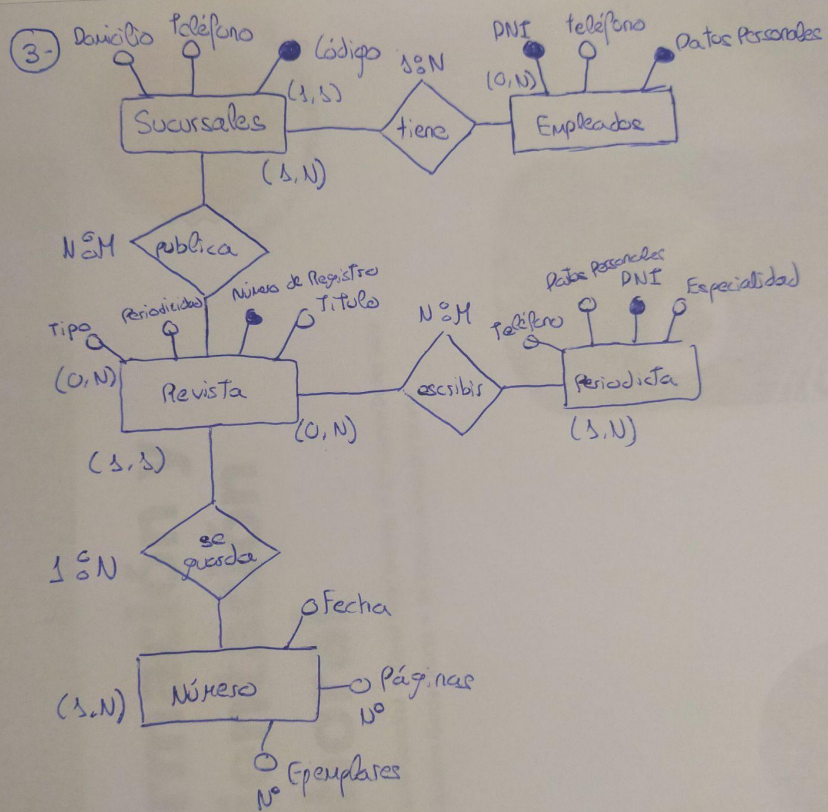 3-
Domicilio
Teléfono
Código
1:N
DNI
teléfono
Datos Personales
(1,1)
(0,N)
Sucursales
tiene
Empleados
(1,N)
N:M
publica
Tipo
Periodicidad
Número de Registro
Titulo
N:M
Teléfono
Datos Personales
DNI
Especialidad
(0,N)
Revista
escribir
Periodicta
(0,N)
(1,N)
(1,1)
1:N
se
guarda
Fecha
(1,N)
Número
Páginas
Nº
Ejemplares
Nº